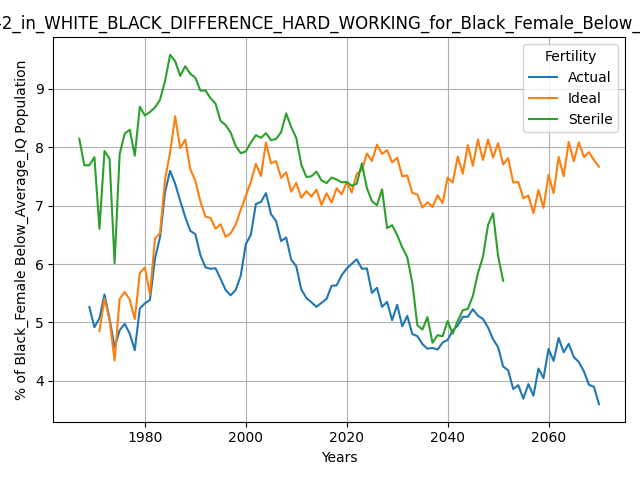 -2_in_WHITE_BLACK_DIFFERENCE_HARD_WORKING_for_Black_Female_Below_
Fertility
Actual
Ideal
Sterile
% of Black_Female Below_Average_IQ Population
9
8
7
6
5
4
1980 2000 2020 2040 2060
Years